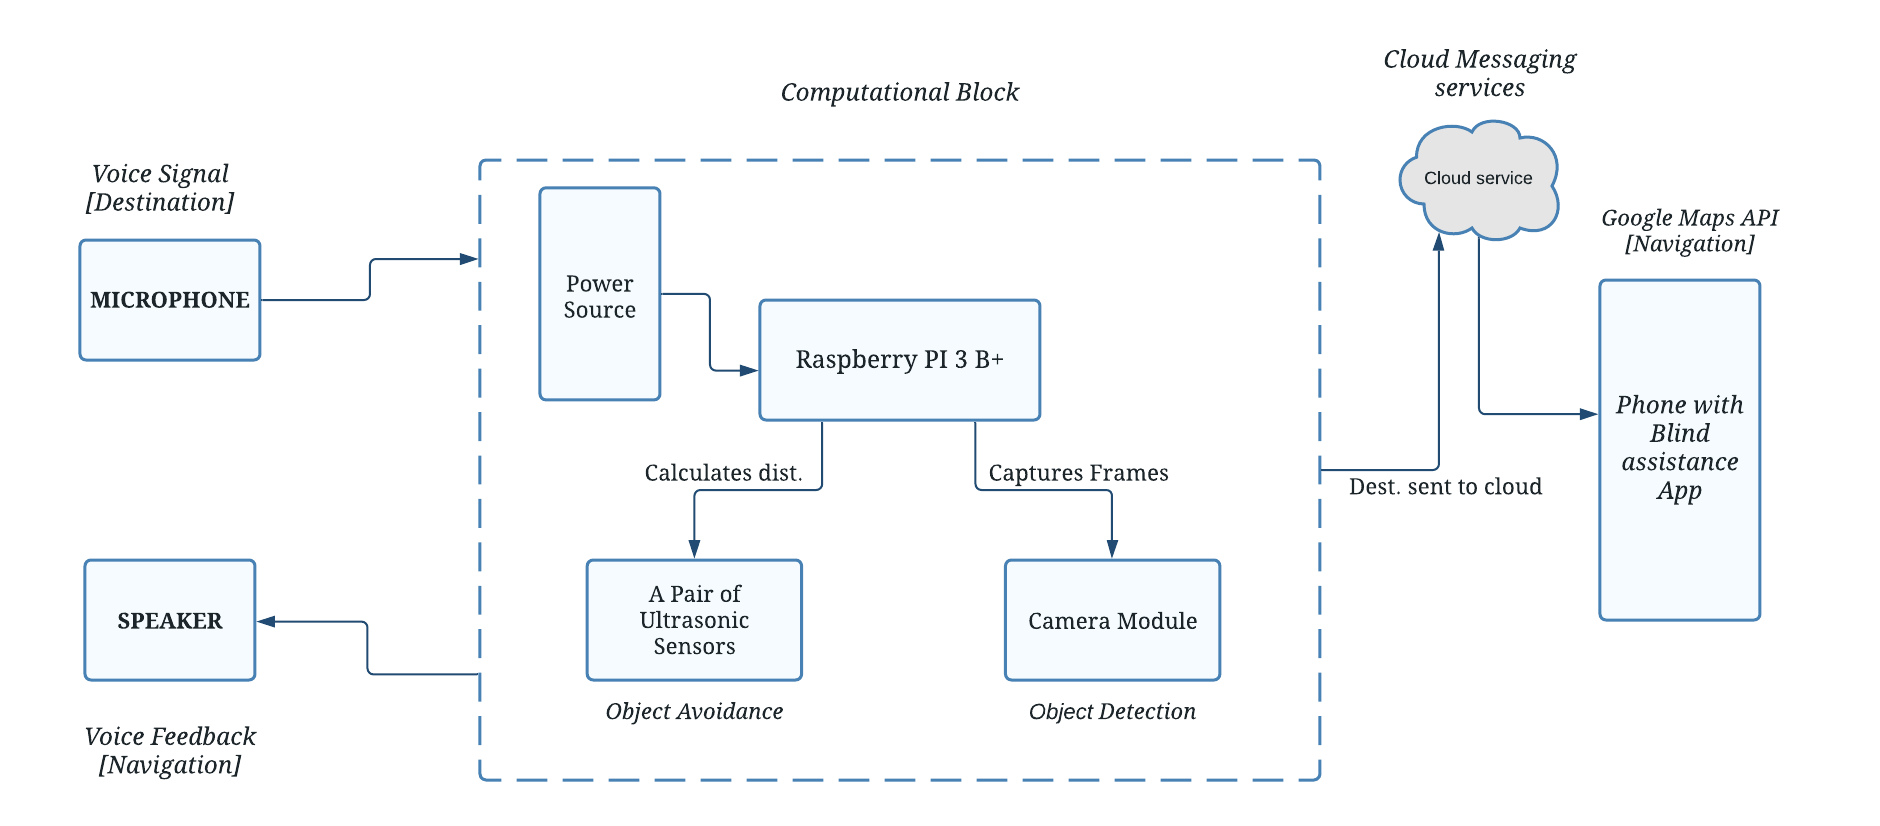 Computational Block
Cloud Messaging
services
Cloud service
Voice Signal
[Destination]
MICROPHONE
Power
Source
Raspberry PI 3 B+
Google Maps API
[Navigation]
Phone with
Blind
assistance
App
Calculates dist.
Captures Frames
Dest. sent to cloud
SPEAKER
A Pair of
Ultrasonic
Sensors
Camera Module
Object Avoidance
Object Detection
Voice Feedback
[Navigation]